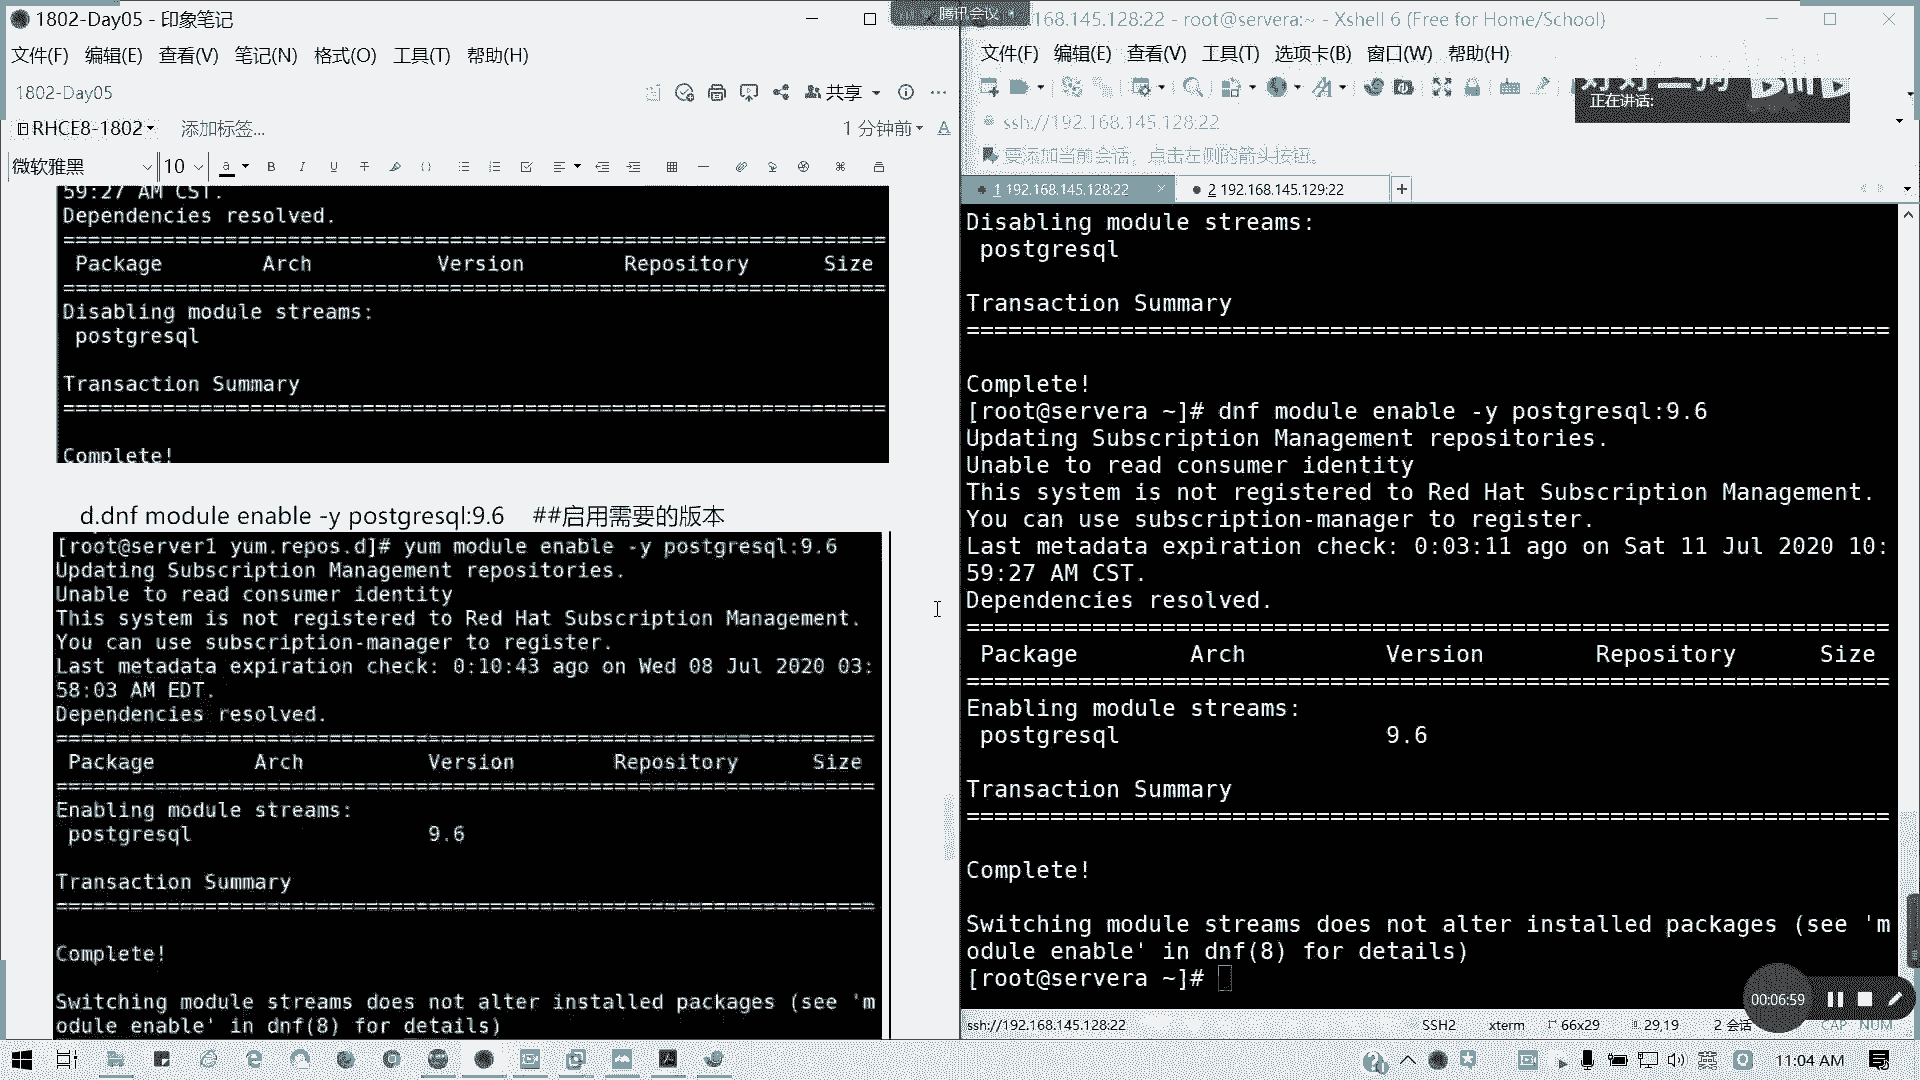 1802-Day05 - 印象笔记
文件(F) 编辑(E) 查看(V) 笔记(N) 格式(O) 工具(T) 帮助(H)
1802-Day05
共享
RHCE8-1802
添加标签...
1 分钟前
微软雅黑
10
59:27 AM CST.
Dependencies resolved.
Package Arch Version Repository Size
Disabling module streams:
postgresql
Transaction Summary
Complete!
d.dnf module enable -y postgresql:9.6 ##启用需要的版本
[root@server1 yum.repos.d]# yum module enable -y postgresql:9.6
Updating Subscription Management repositories.
Unable to read consumer identity
This system is not registered to Red Hat Subscription Management.
You can use subscription-manager to register.
Last metadata expiration check: 0:10:43 ago on Wed 08 Jul 2020 03:
58:03 AM EDT.
Dependencies resolved.
Package Arch Version Repository Size
Enabling module streams:
postgresql 9.6
Transaction Summary
Complete!
Switching module streams does not alter installed packages (see 'm
odule enable' in dnf(8) for details)
腾讯会议
168.145.128:22 - root@servera:~ - Xshell 6 (Free for Home/School)
文件(F) 编辑(E) 查看(V) 工具(T) 选项卡(B) 窗口(W) 帮助(H)
正在讲话:
ssh://192.168.145.128:22
要添加当前会话，点击左侧的箭头按钮。
1 192.168.145.128:22
2 192.168.145.129:22
Disabling module streams:
postgresql
Transaction Summary
Complete!
[root@servera ~]# dnf module enable -y postgresql:9.6
Updating Subscription Management repositories.
Unable to read consumer identity
This system is not registered to Red Hat Subscription Management.
You can use subscription-manager to register.
Last metadata expiration check: 0:03:11 ago on Sat 11 Jul 2020 10:
59:27 AM CST.
Dependencies resolved.
Package Arch Version Repository Size
Enabling module streams:
postgresql 9.6
Transaction Summary
Complete!
Switching module streams does not alter installed packages (see 'm
odule enable' in dnf(8) for details)
[root@servera ~]#
00:06:59
ssh://192.168.145.128:22 SSH2 xterm 66x29 29,19 2 会话 CAP NUM
英
11:04 AM